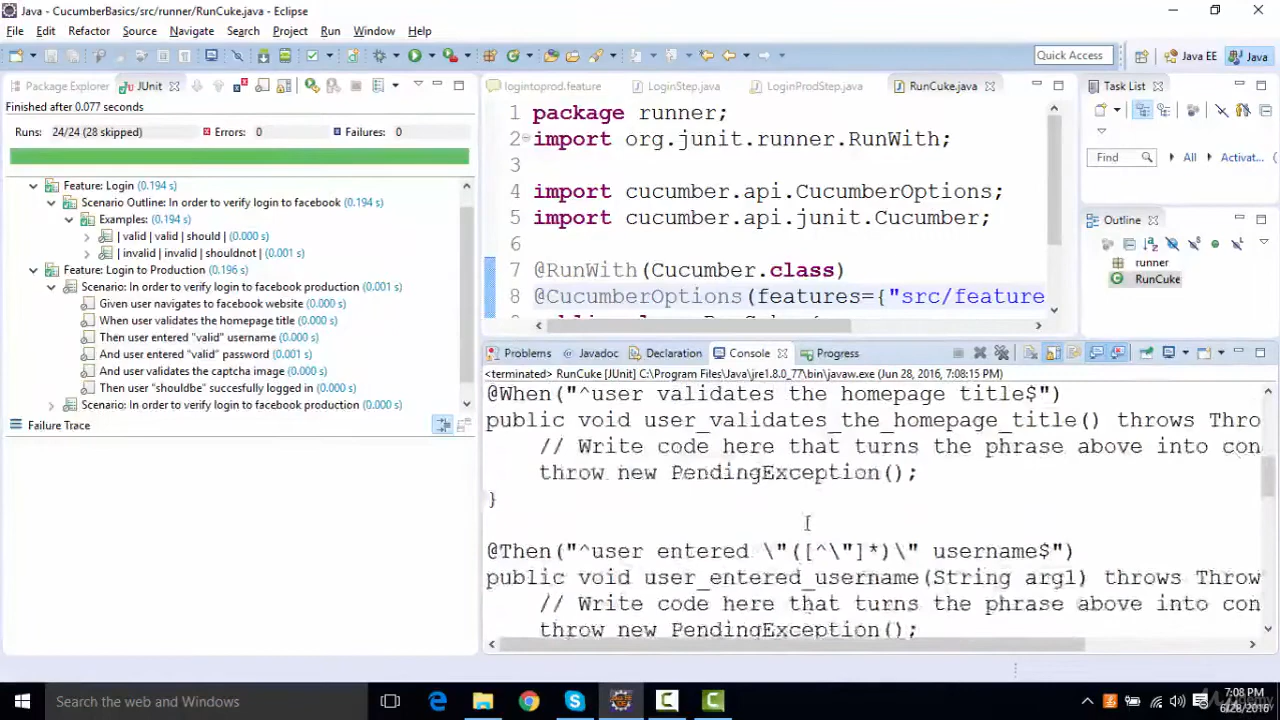 Java - CucumberBasics/src/runner/RunCuke.java - Eclipse
File Edit Refactor Source Navigate Search Project Run Window Help
Quick Access
Java EE
Java
Package Explorer
JUnit
Finished after 0.077 seconds
Runs: 24/24 (28 skipped)
Errors: 0
Failures: 0
Feature: Login (0.194 s)
Scenario Outline: In order to verify login to facebook (0.194 s)
Examples: (0.194 s)
| valid | valid | should | (0.000 s)
| invalid | invalid | shouldnot | (0.001 s)
Feature: Login to Production (0.196 s)
Scenario: In order to verify login to facebook production (0.001 s)
Given user navigates to facebook website (0.000 s)
When user validates the homepage title (0.000 s)
Then user entered "valid" username (0.000 s)
And user entered "valid" password (0.001 s)
And user validates the captcha image (0.000 s)
Then user "shouldbe" succesfully logged in (0.000 s)
Scenario: In order to verify login to facebook production (0.000 s)
Failure Trace
logintoprod.feature
LoginStep.java
LoginProdStep.java
RunCuke.java
1 package runner;
2 import org.junit.runner.RunWith;
3
4 import cucumber.api.CucumberOptions;
5 import cucumber.api.junit.Cucumber;
6
7 @RunWith(Cucumber.class)
8 @CucumberOptions(features={"src/feature
Task List
Find
All
Activat...
Outline
runner
RunCuke
Problems
Javadoc
Declaration
Console
Progress
<terminated> RunCuke [JUnit] C:\Program Files\Java\jre1.8.0_77\bin\javaw.exe (Jun 28, 2016, 7:08:15 PM)
@When("^user validates the homepage title$")
public void user_validates_the_homepage_title() throws Thro
// Write code here that turns the phrase above into con
throw new PendingException();
}
@Then("^user entered \"([^\"]*)\" username$")
public void user_entered_username(String arg1) throws Throw
// Write code here that turns the phrase above into con
throw new PendingException();
Search the web and Windows
7:08 PM
6/28/2016